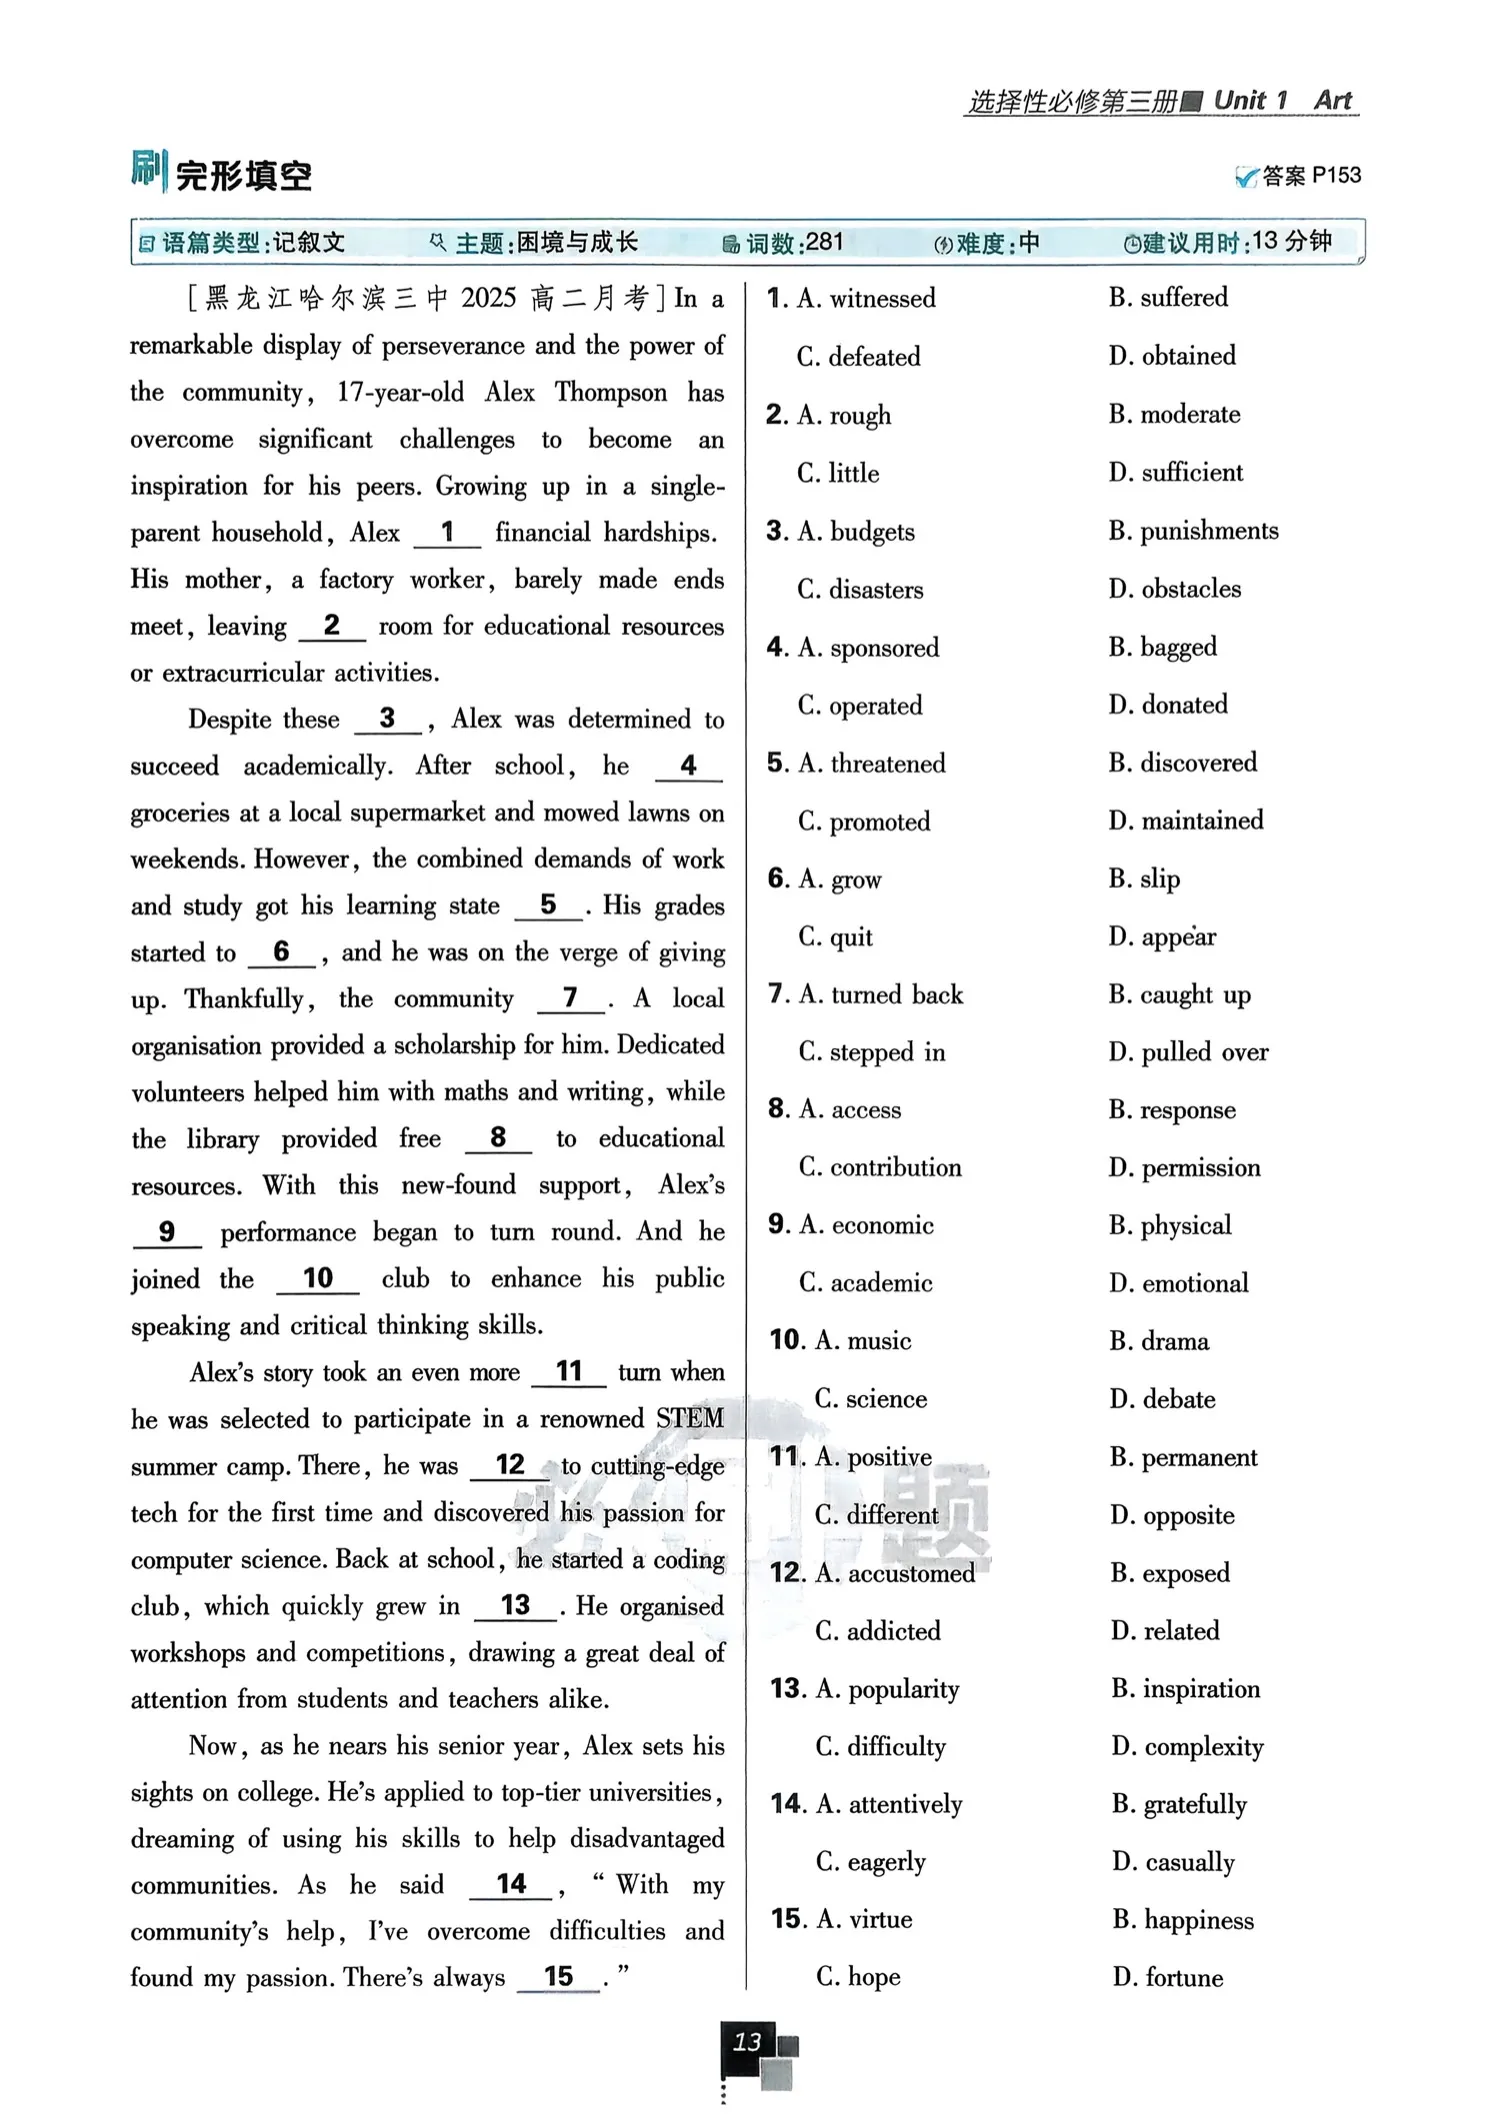 选择性必修第三册 Unit 1 Art
刷 完形填空
答案 P153
语篇类型:记叙文 主题:困境与成长 词数:281 难度:中 建议用时:13 分钟
[黑龙江哈尔滨三中 2025 高二月考] In a
remarkable display of perseverance and the power of
the community, 17-year-old Alex Thompson has
overcome significant challenges to become an
inspiration for his peers. Growing up in a single-
parent household, Alex 1 financial hardships.
His mother, a factory worker, barely made ends
meet, leaving 2 room for educational resources
or extracurricular activities.
Despite these 3 , Alex was determined to
succeed academically. After school, he 4
groceries at a local supermarket and mowed lawns on
weekends. However, the combined demands of work
and study got his learning state 5 . His grades
started to 6 , and he was on the verge of giving
up. Thankfully, the community 7 . A local
organisation provided a scholarship for him. Dedicated
volunteers helped him with maths and writing, while
the library provided free 8 to educational
resources. With this new-found support, Alex's
9 performance began to turn round. And he
joined the 10 club to enhance his public
speaking and critical thinking skills.
Alex's story took an even more 11 turn when
he was selected to participate in a renowned STEM
summer camp. There, he was 12 to cutting-edge
tech for the first time and discovered his passion for
computer science. Back at school, he started a coding
club, which quickly grew in 13 . He organised
workshops and competitions, drawing a great deal of
attention from students and teachers alike.
Now, as he nears his senior year, Alex sets his
sights on college. He's applied to top-tier universities,
dreaming of using his skills to help disadvantaged
communities. As he said 14 , "With my
community's help, I've overcome difficulties and
found my passion. There's always 15 ."
1. A. witnessed B. suffered
C. defeated D. obtained
2. A. rough B. moderate
C. little D. sufficient
3. A. budgets B. punishments
C. disasters D. obstacles
4. A. sponsored B. bagged
C. operated D. donated
5. A. threatened B. discovered
C. promoted D. maintained
6. A. grow B. slip
C. quit D. appear
7. A. turned back B. caught up
C. stepped in D. pulled over
8. A. access B. response
C. contribution D. permission
9. A. economic B. physical
C. academic D. emotional
10. A. music B. drama
C. science D. debate
11. A. positive B. permanent
C. different D. opposite
12. A. accustomed B. exposed
C. addicted D. related
13. A. popularity B. inspiration
C. difficulty D. complexity
14. A. attentively B. gratefully
C. eagerly D. casually
15. A. virtue B. happiness
C. hope D. fortune
必刷题
13